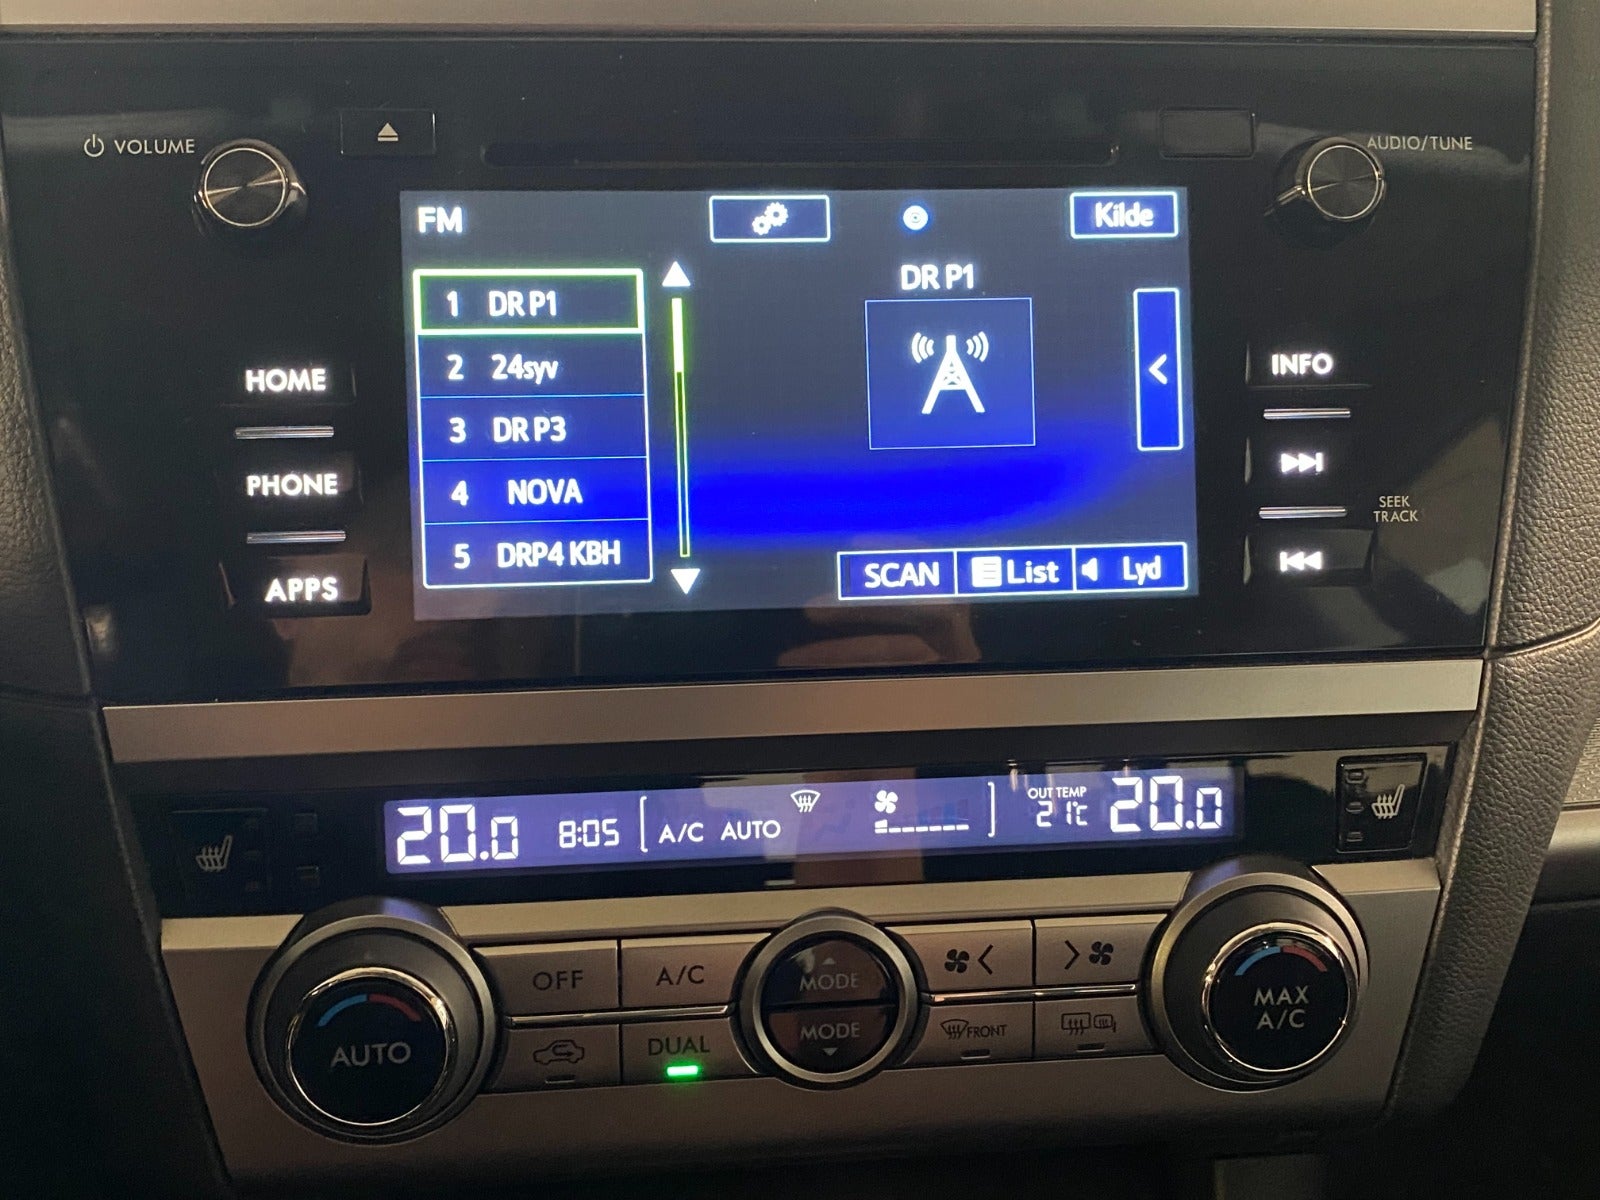 VOLUME
AUDIO/TUNE
FM
Kilde
DR P1
1 DR P1
2 24syv
3 DR P3
4 NOVA
5 DRP4 KBH
SCAN
List
Lyd
HOME
PHONE
APPS
INFO
SEEK
TRACK
20.0
8:05
A/C AUTO
OUT TEMP
21°C
20.0
OFF
A/C
MODE
MODE
AUTO
DUAL
FRONT
MAX
A/C